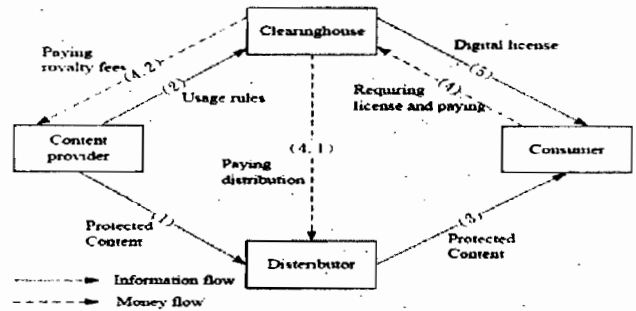 Clearinghouse
Paying
royalty fees
(4, 2)
(2)
Usage rules
Digital license
(5)
(4)
Requiring
license and paying
Content
provider
(4, 1)
Consumer
Paying
distribution
(1)
(3)
Protected
Content
Protected
Content
Distributor
Information flow
Money flow